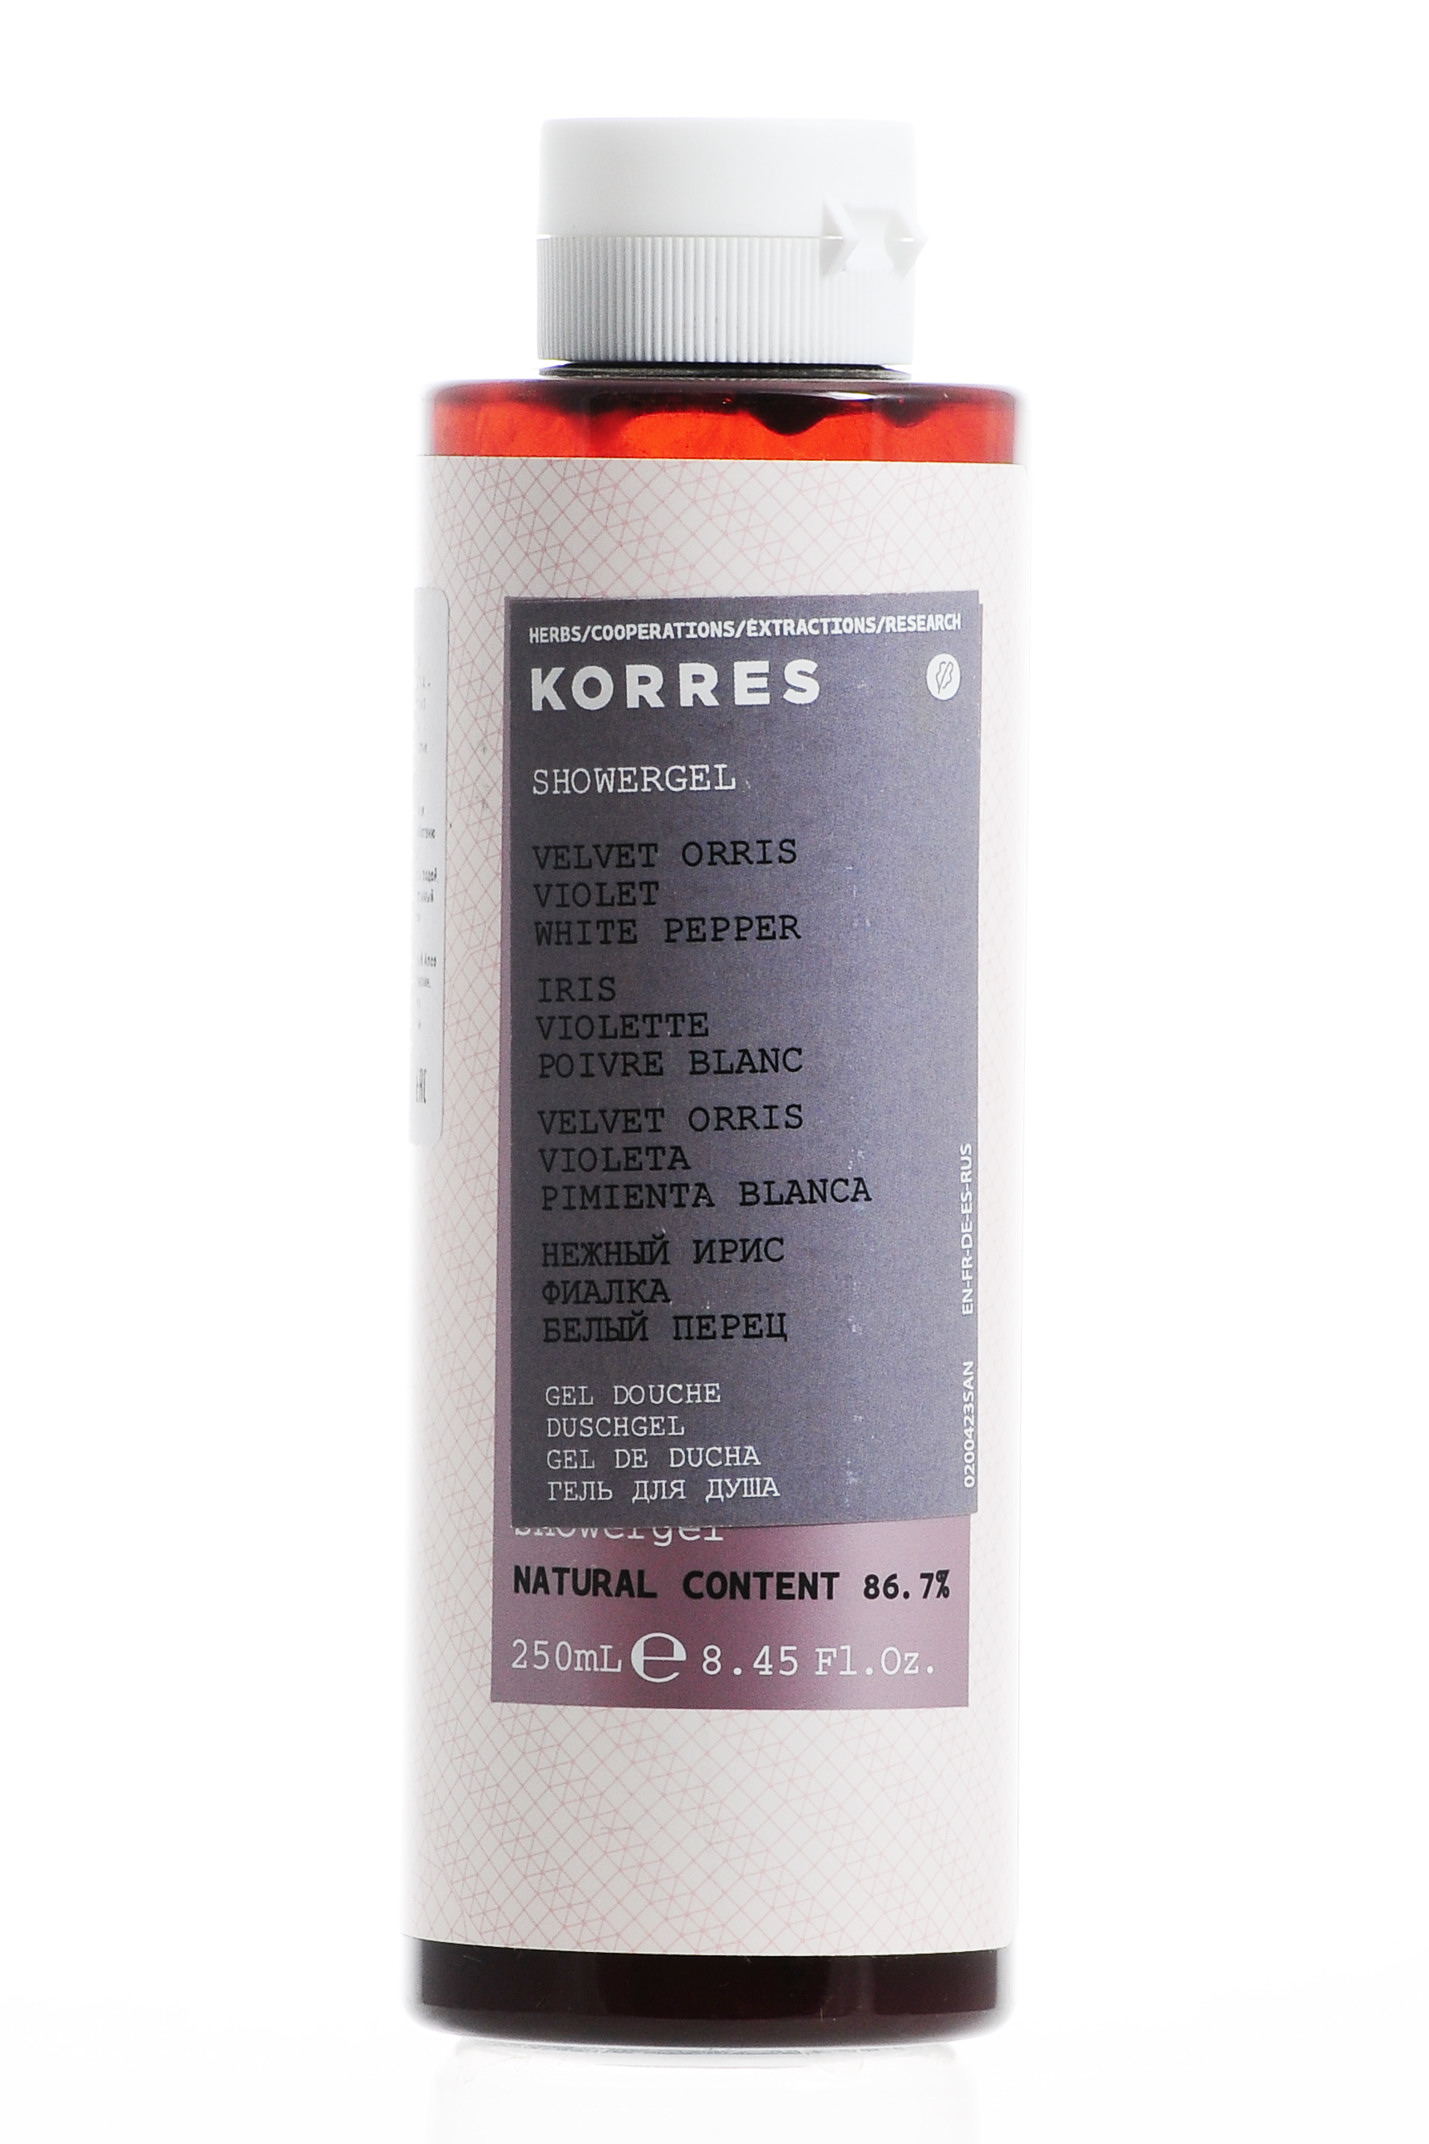 HERBS/COOPERATIONS/EXTRACTIONS/RESEARCH
KORRES
SHOWERGEL
VELVET ORRIS
VIOLET
WHITE PEPPER
IRIS
VIOLETTE
POIVRE BLANC
VELVET ORRIS
VIOLETA
PIMIENTA BLANCA
НЕЖНЫЙ ИРИС
ФИАЛКА
БЕЛЫЙ ПЕРЕЦ
GEL DOUCHE
DUSCHGEL
GEL DE DUCHA
ГЕЛЬ ДЛЯ ДУША
0200423SAN EN-FR-DE-ES-RUS
showergel
NATURAL CONTENT 86.7%
250mL e 8.45 Fl.Oz.